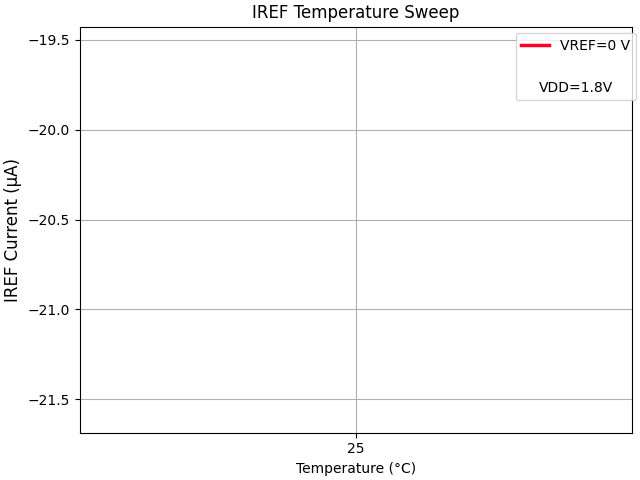 IREF Temperature Sweep
VREF=0 V
VDD=1.8V
IREF Current (µA)
−19.5
−20.0
−20.5
−21.0
−21.5
25
Temperature (°C)